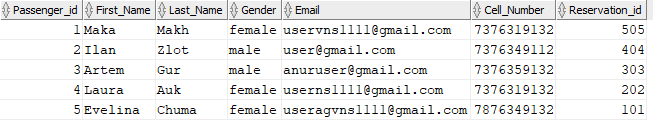 Passenger_id First_Name Last_Name Gender Email Cell_Number Reservation_id
1 Maka Makh female uservns1111@gmail.com 7376319132 505
2 Ilan Zlot male user@gmail.com 7376349112 404
3 Artem Gur male anuruser@gmail.com 7376359132 303
4 Laura Auk female userns1111@gmail.com 7376319132 202
5 Evelina Chuma female useragvns1111@gmail.com 7876349132 101